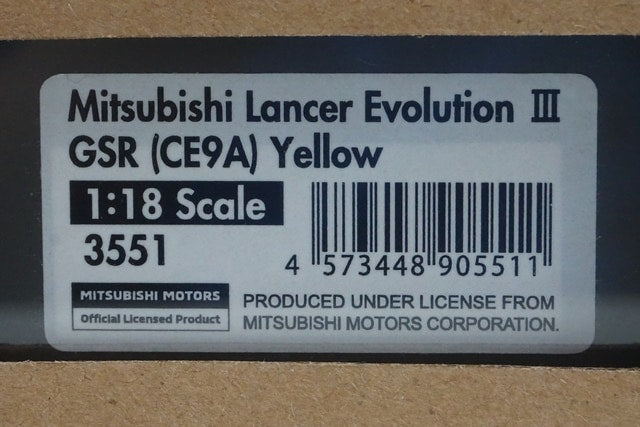 Mitsubishi Lancer Evolution III
GSR (CE9A) Yellow
1:18 Scale
3551
4 573448 905511
MITSUBISHI MOTORS
Official Licensed Product
PRODUCED UNDER LICENSE FROM
MITSUBISHI MOTORS CORPORATION.